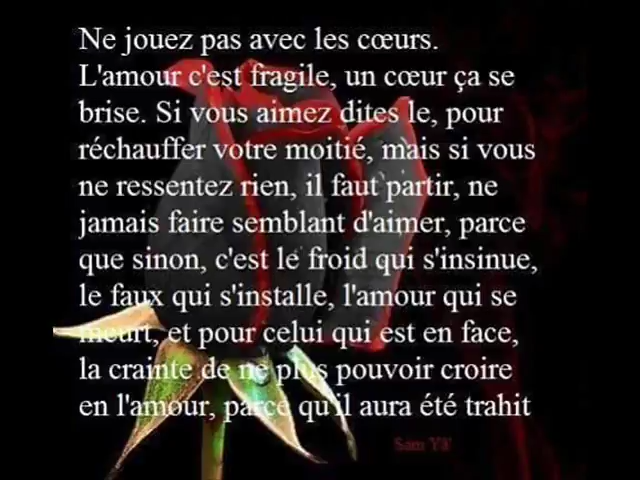 Ne jouez pas avec les cœurs.
L'amour c'est fragile, un cœur ça se
brise. Si vous aimez dites le, pour
réchauffer votre moitié, mais si vous
ne ressentez rien, il faut partir, ne
jamais faire semblant d'aimer, parce
que sinon, c'est le froid qui s'insinue,
le faux qui s'installe, l'amour qui se
meurt, et pour celui qui est en face,
la crainte de ne plus pouvoir croire
en l'amour, parce qu'il aura été trahit
Sam